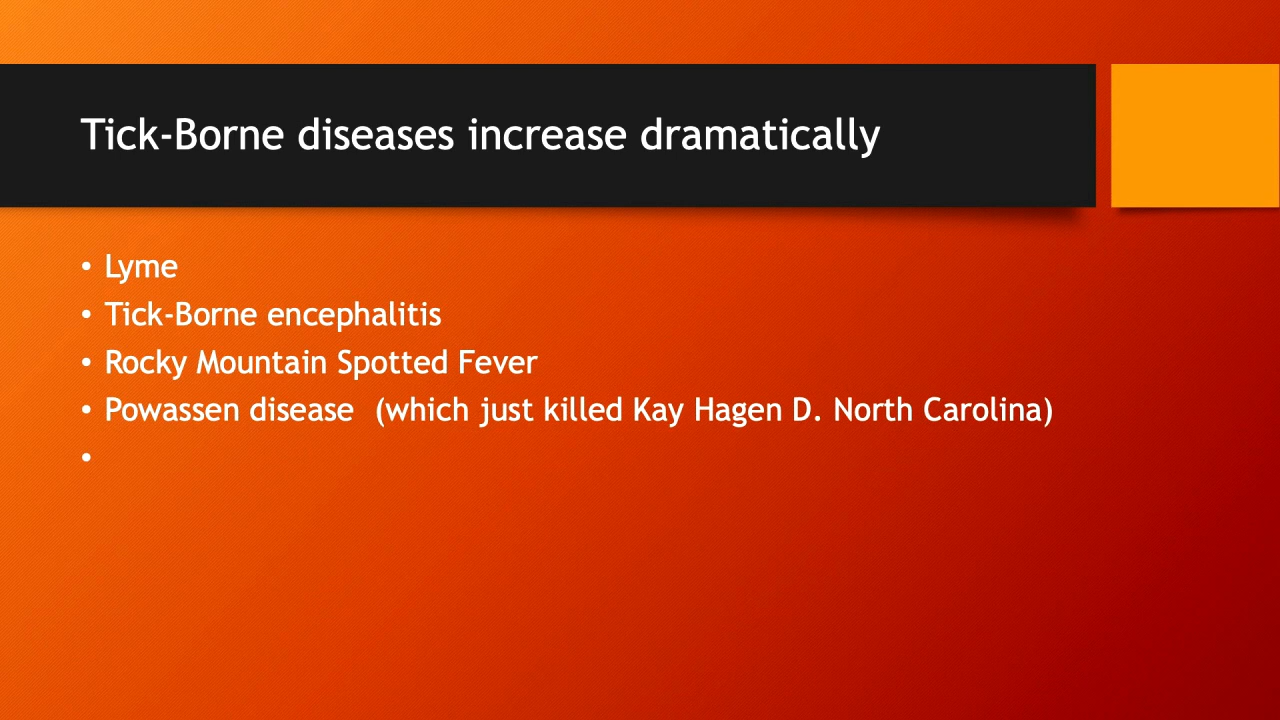 Tick-Borne diseases increase dramatically
• Lyme
• Tick-Borne encephalitis
• Rocky Mountain Spotted Fever
• Powassen disease  (which just killed Kay Hagen D. North Carolina)
•